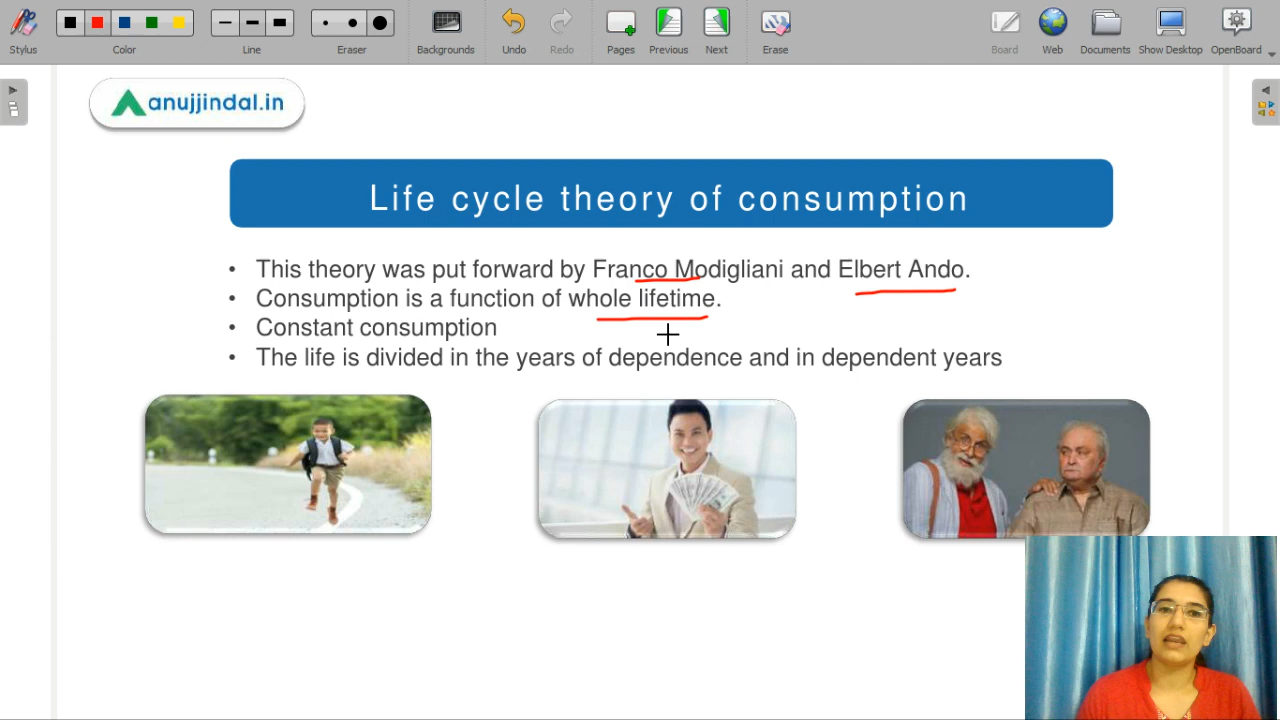 Stylus
Color
Line
Eraser
Backgrounds
Undo
Redo
Pages
Previous
Next
Erase
Board
Web
Documents
Show Desktop
OpenBoard
anujjindal.in
Life cycle theory of consumption
• This theory was put forward by Franco Modigliani and Elbert Ando.
• Consumption is a function of whole lifetime.
• Constant consumption
• The life is divided in the years of dependence and in dependent years